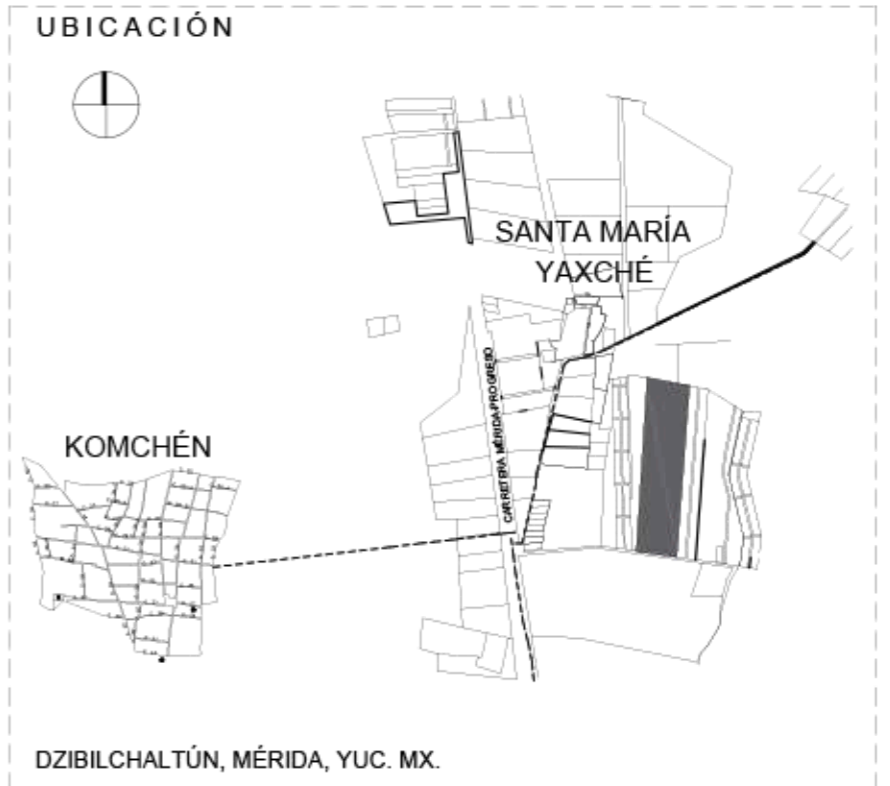 UBICACIÓN
SANTA MARÍA
YAXCHÉ
CARRETERA MÉRIDA-PROGRESO
KOMCHÉN
DZIBILCHALTÚN, MÉRIDA, YUC. MX.